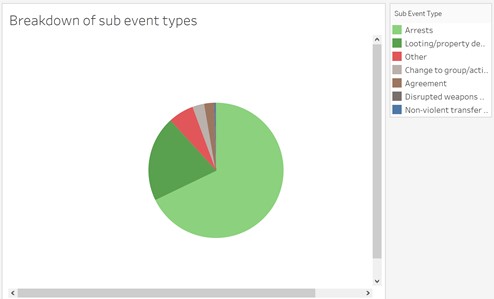 Breakdown of sub event types
Sub Event Type
Arrests
Looting/property de..
Other
Change to group/acti..
Agreement
Disrupted weapons ..
Non-violent transfer ..